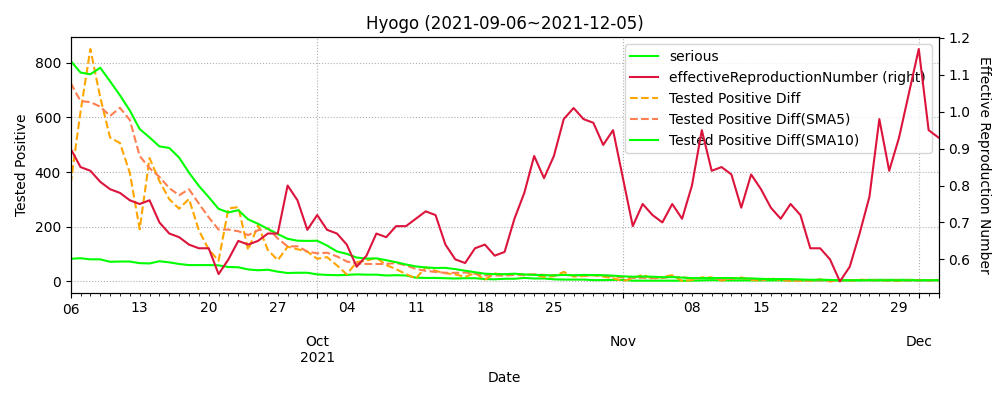 Hyogo (2021-09-06~2021-12-05)
serious
effectiveReproductionNumber (right)
Tested Positive Diff
Tested Positive Diff(SMA5)
Tested Positive Diff(SMA10)
Tested Positive
800
600
400
200
0
1.2
1.1
1.0
0.9
0.8
0.7
0.6
Effective Reproduction Number
06 13 20 27 04 11 18 25 08 15 22 29
Oct Nov Dec
2021
Date